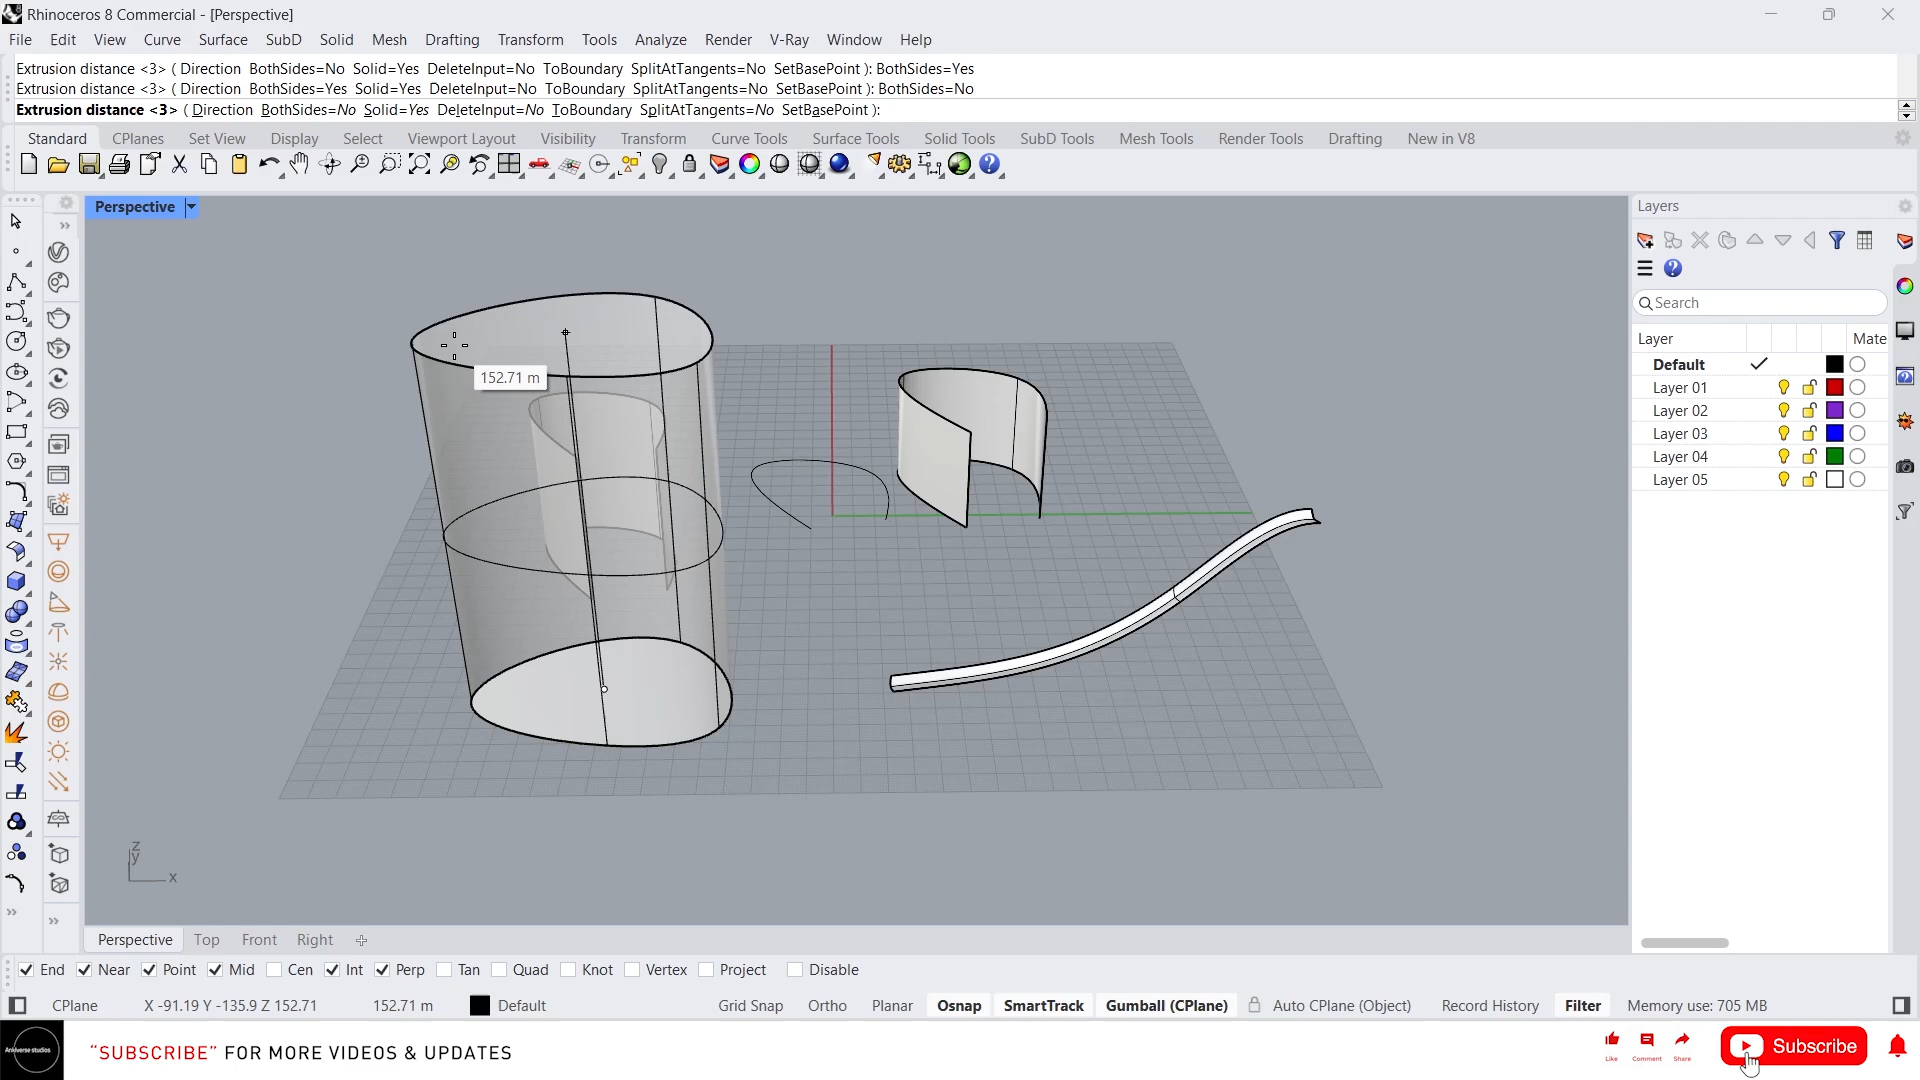 Rhinoceros 8 Commercial - [Perspective]
File Edit View Curve Surface SubD Solid Mesh Drafting Transform Tools Analyze Render V-Ray Window Help
Extrusion distance <3> ( Direction BothSides=No Solid=Yes DeleteInput=No ToBoundary SplitAtTangents=No SetBasePoint ): BothSides=Yes
Extrusion distance <3> ( Direction BothSides=Yes Solid=Yes DeleteInput=No ToBoundary SplitAtTangents=No SetBasePoint ): BothSides=No
Extrusion distance <3> ( Direction BothSides=No Solid=Yes DeleteInput=No ToBoundary SplitAtTangents=No SetBasePoint ):
Standard CPlanes Set View Display Select Viewport Layout Visibility Transform Curve Tools Surface Tools Solid Tools SubD Tools Mesh Tools Render Tools Drafting New in V8
Perspective
Layers
Search
Layer Mate
Default
Layer 01
Layer 02
Layer 03
Layer 04
Layer 05
152.71 m
z
y
x
Perspective Top Front Right
End Near Point Mid Cen Int Perp Tan Quad Knot Vertex Project Disable
CPlane X -91.19 Y -135.9 Z 152.71 152.71 m Default Grid Snap Ortho Planar Osnap SmartTrack Gumball (CPlane) Auto CPlane (Object) Record History Filter Memory use: 705 MB
"SUBSCRIBE" FOR MORE VIDEOS & UPDATES
Like Comment Share
Subscribe